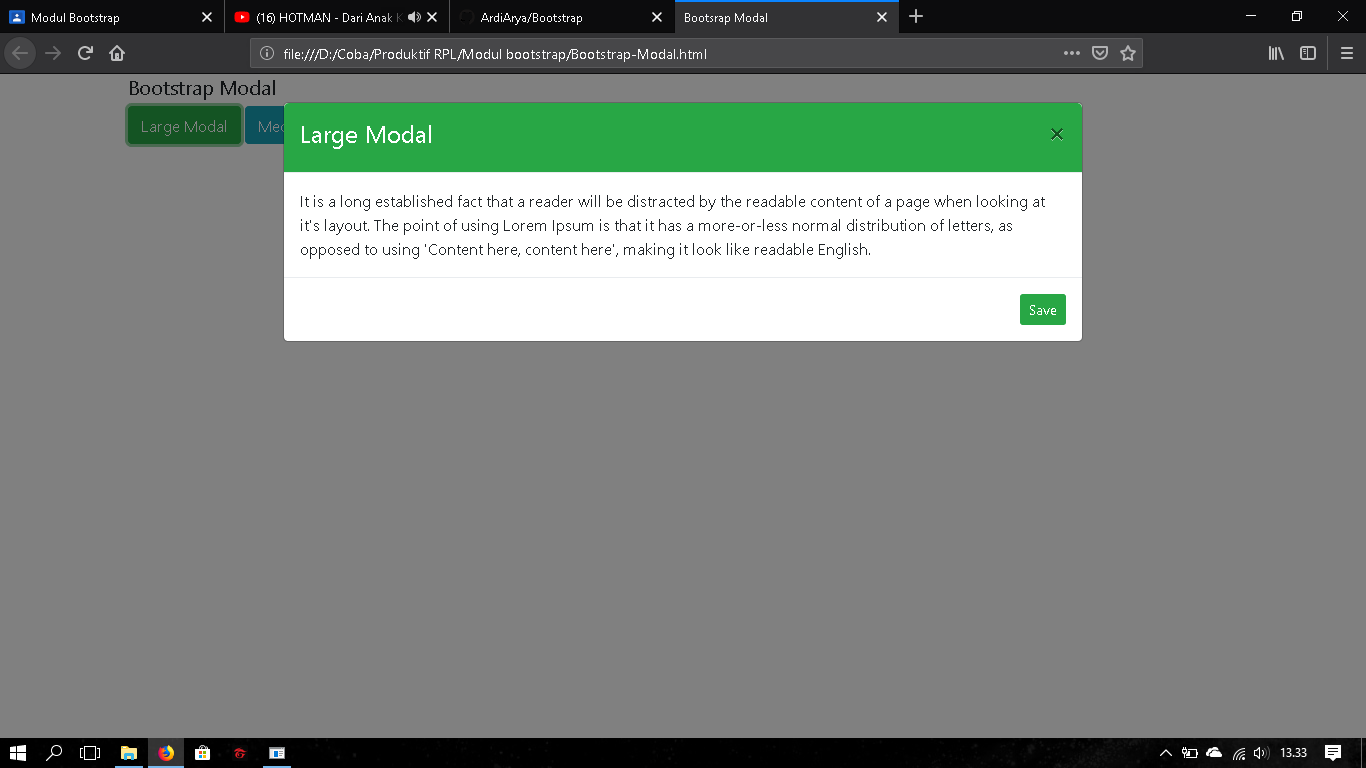 Modul Bootstrap
(16) HOTMAN - Dari Anak
ArdiArya/Bootstrap
Bootsrap Modal
file:///D:/Coba/Produktif RPL/Modul bootstrap/Bootstrap-Modal.html
Bootstrap Modal
Large Modal
Large Modal
×
It is a long established fact that a reader will be distracted by the readable content of a page when looking at
it's layout. The point of using Lorem Ipsum is that it has a more-or-less normal distribution of letters, as
opposed to using 'Content here, content here', making it look like readable English.
Save
13.33